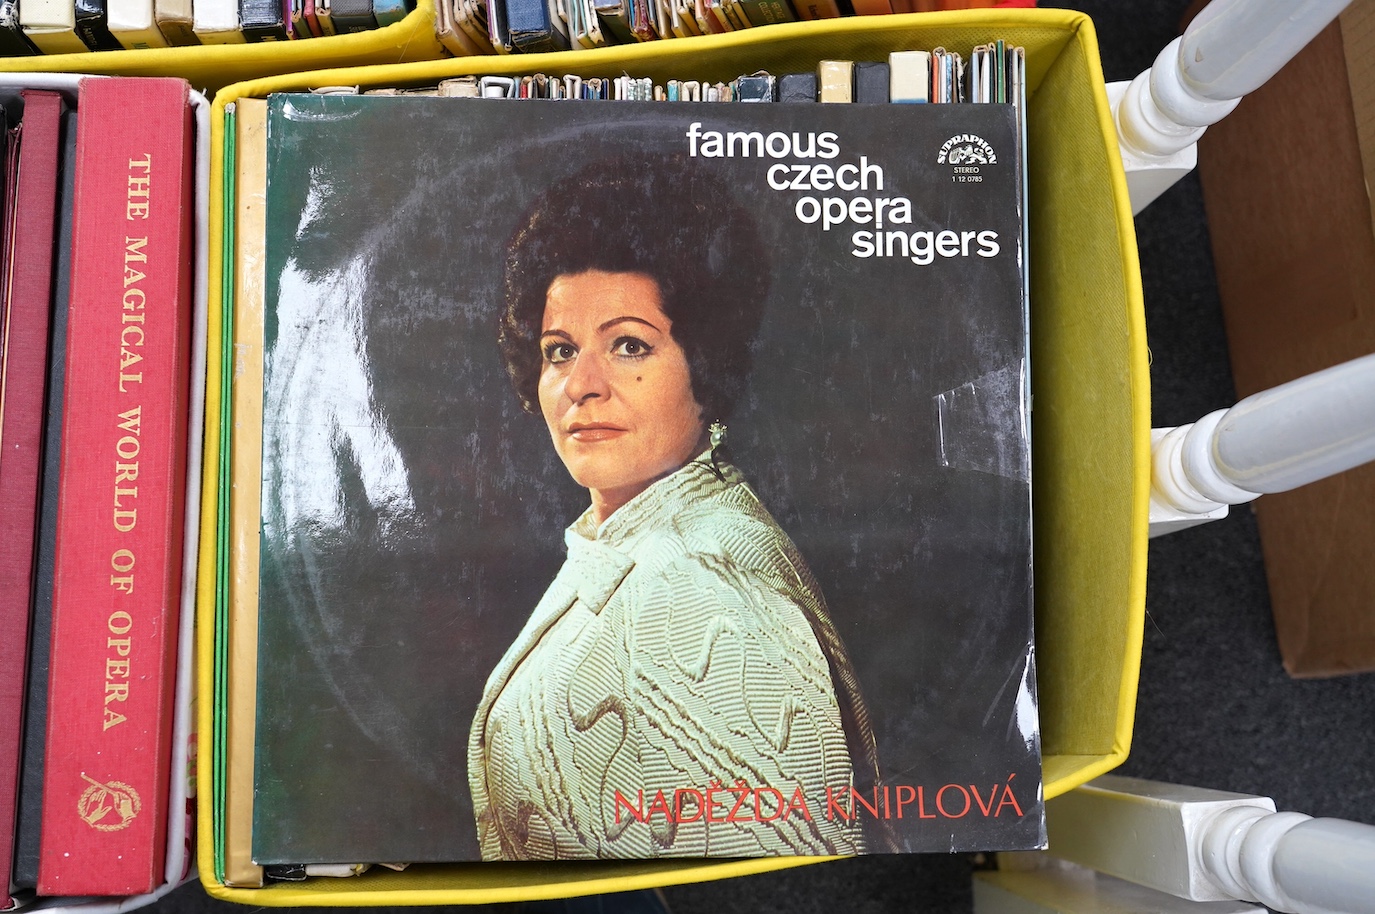 THE MAGICAL WORLD OF OPERA
famous
czech
opera
singers
SUPRAPHON
STEREO
1 12 0785
NADĚŽDA KNIPLOVÁ